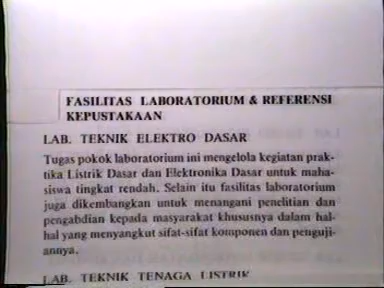 FASILITAS LABORATORIUM & REFERENSI
KEPUSTAKAAN
LAB. TEKNIK ELEKTRO DASAR
Tugas pokok laboratorium ini mengelola kegiatan prak-
tika Listrik Dasar dan Elektronika Dasar untuk maha-
siswa tingkat rendah. Selain itu fasilitas laboratorium
juga dikembangkan untuk menangani penelitian dan
pengabdian kepada masyarakat khususnya dalam hal-
hal yang menyangkut sifat-sifat komponen dan penguji-
annya.
LAB. TEKNIK TENAGA LISTRIK